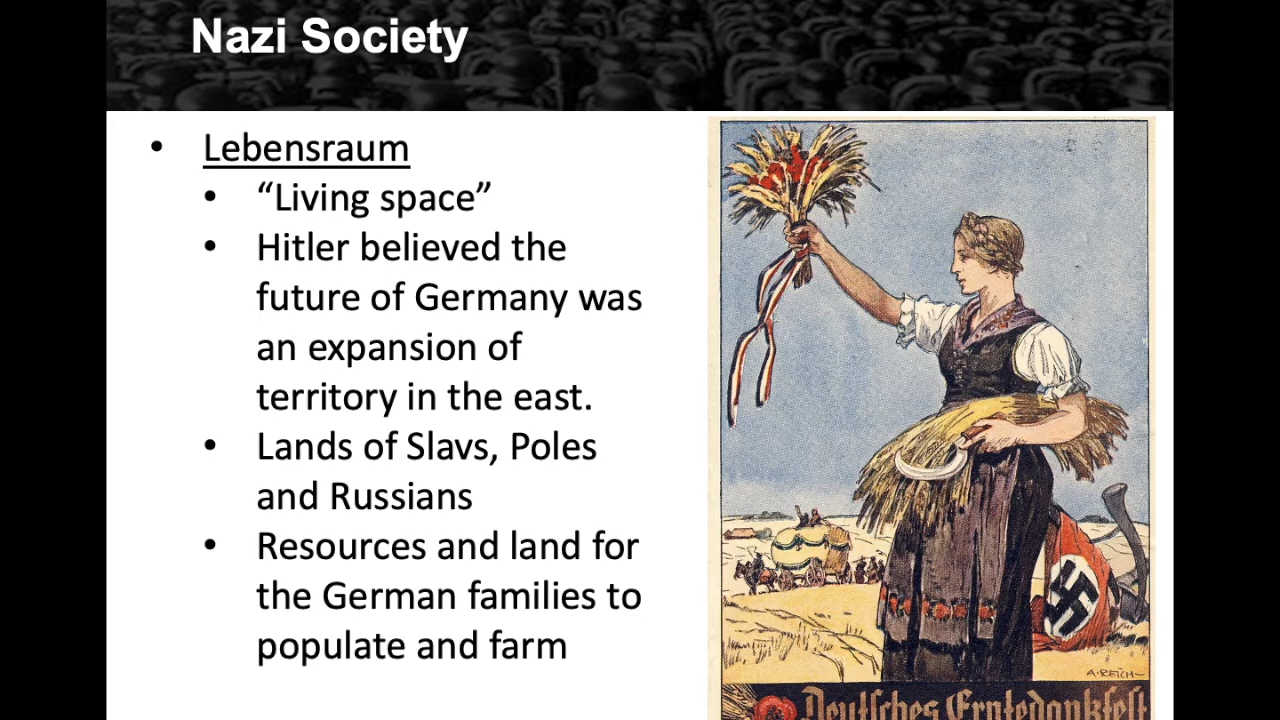 Nazi Society
• Lebensraum
• “Living space”
• Hitler believed the
future of Germany was
an expansion of
territory in the east.
• Lands of Slavs, Poles
and Russians
• Resources and land for
the German families to
populate and farm
A·REICH
Deutsches Erntedankfest